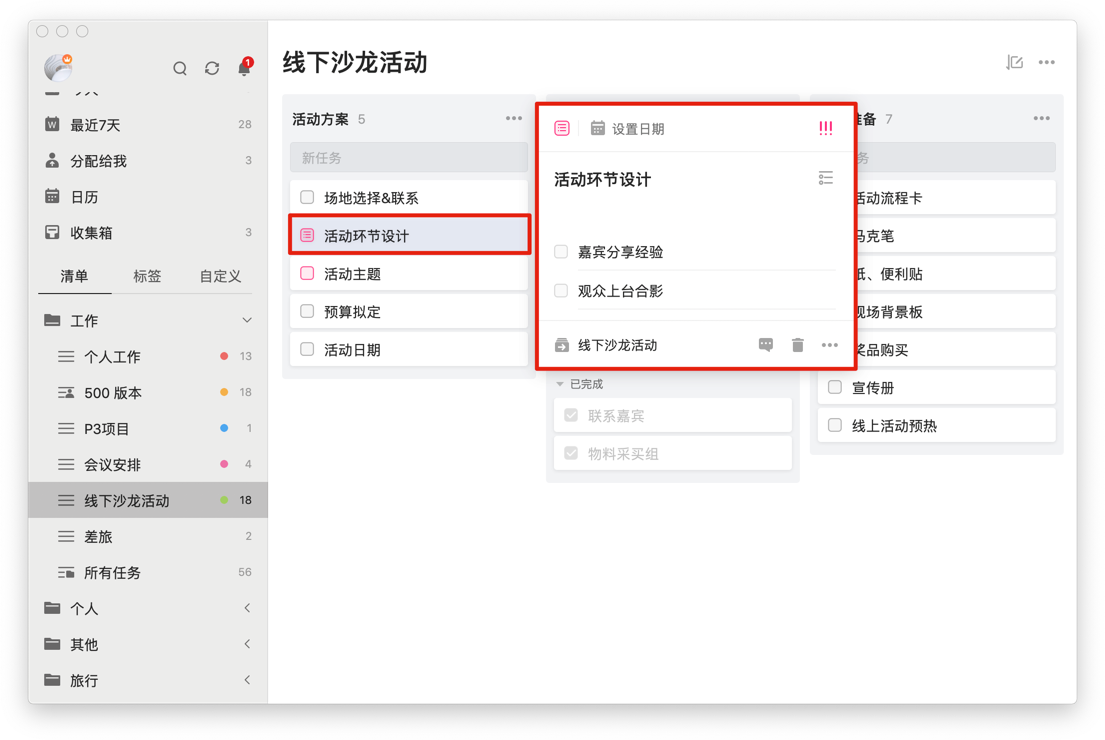 1
最近7天 28
分配给我 3
日历
收集箱 3
清单 标签 自定义
工作
个人工作 13
500 版本 18
P3项目 1
会议安排 4
线下沙龙活动 18
差旅 2
所有任务 56
个人
其他
旅行
线下沙龙活动
活动方案 5
新任务
场地选择&联系
活动环节设计
活动主题
预算拟定
活动日期
设置日期 !!!
活动环节设计
嘉宾分享经验
观众上台合影
线下沙龙活动
已完成
联系嘉宾
物料采买组
准备 7
务
活动流程卡
马克笔
纸、便利贴
现场背景板
奖品购买
宣传册
线上活动预热